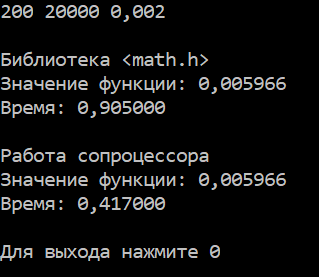 200 20000 0,002
Библиотека <math.h>
Значение функции: 0,005966
Время: 0,905000
Работа сопроцессора
Значение функции: 0,005966
Время: 0,417000
Для выхода нажмите 0